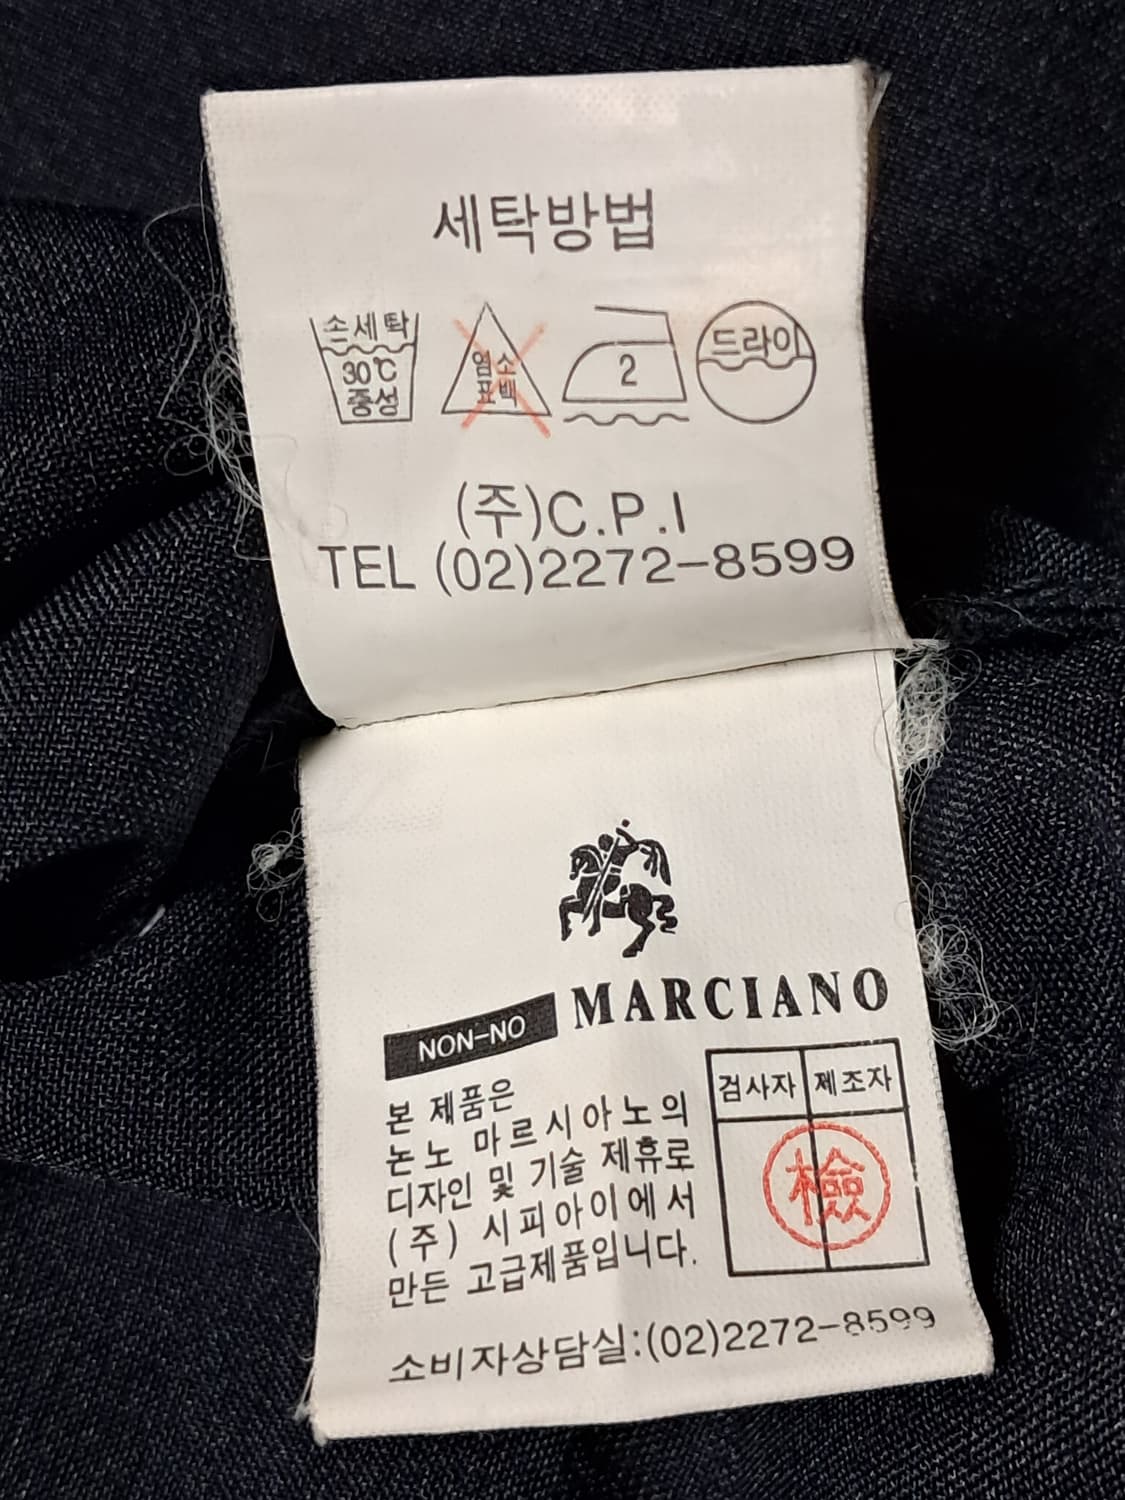 세탁방법
손세탁
30℃
중성
염소
표백
2
드라이
(주)C.P.I
TEL (02)2272-8599
NON-NO MARCIANO
본 제품은
논노 마르시아노의
디자인 및 기술 제휴로
(주) 시피아이에서
만든 고급제품입니다.
검사자 제조자
檢
소비자상담실:(02)2272-8599